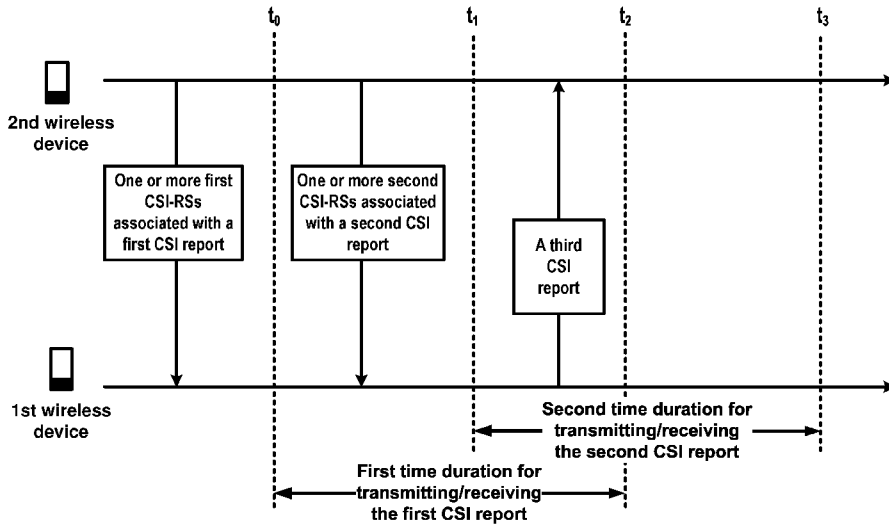 t0
t1
t2
t3
2nd wireless
device
One or more first
CSI-RSs
associated with a
first CSI report
One or more second
CSI-RSs associated
with a second CSI
report
A third
CSI
report
1st wireless
device
Second time duration for
transmitting/receiving
the second CSI report
First time duration for
transmitting/receiving
the first CSI report